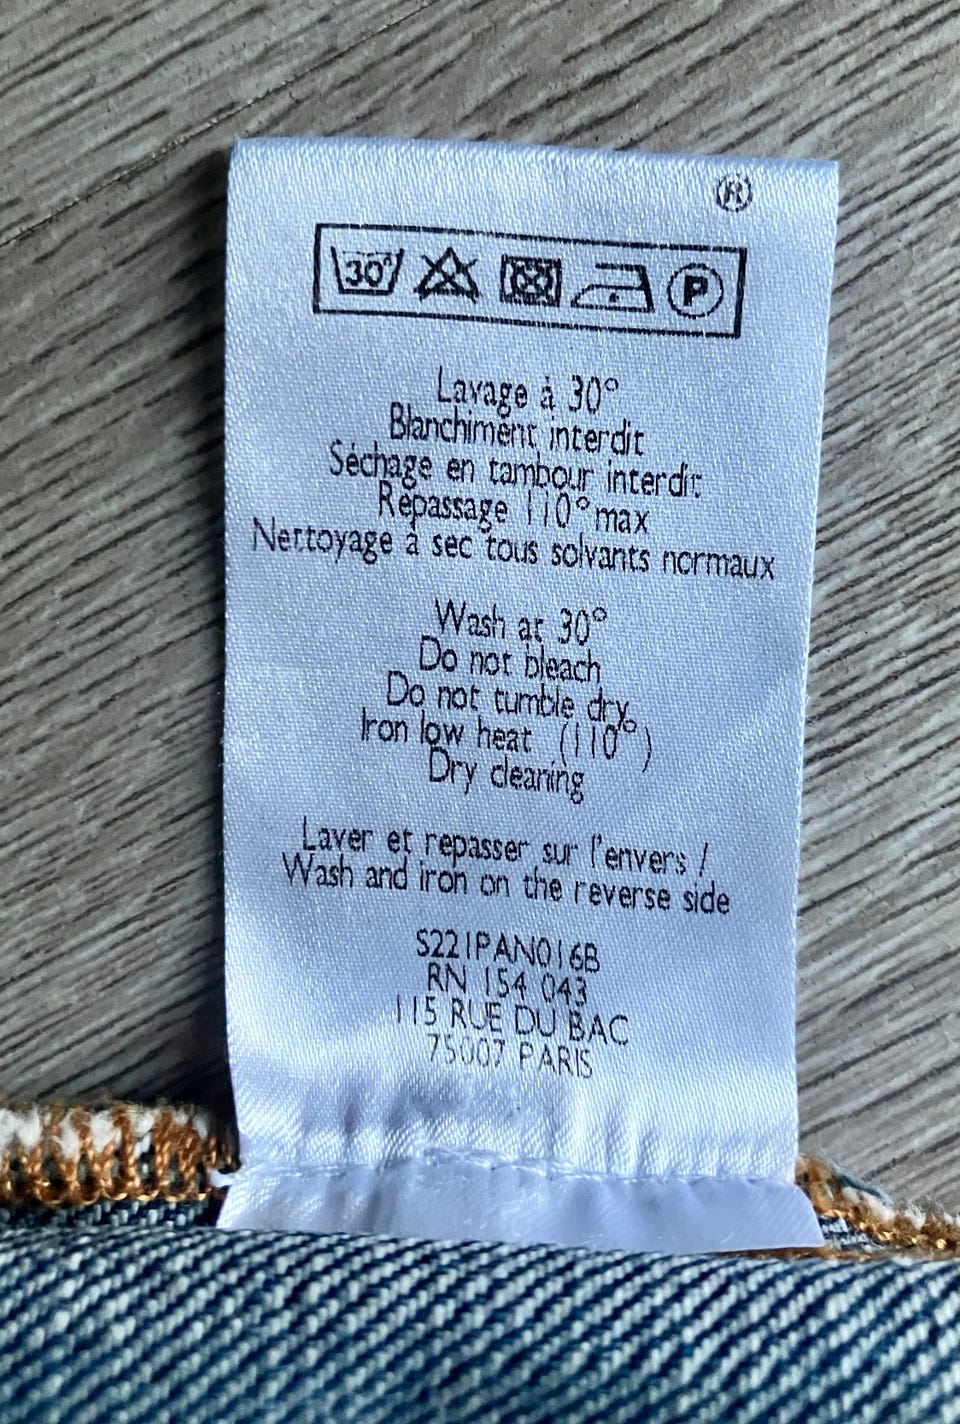 ®
30° P
Lavage à 30°
Blanchiment interdit
Séchage en tambour interdit
Repassage 110° max
Nettoyage à sec tous solvants normaux
Wash at 30°
Do not bleach
Do not tumble dry
Iron low heat (110°)
Dry cleaning
Laver et repasser sur l'envers /
Wash and iron on the reverse side
S221PAN016B
RN 154 043
115 RUE DU BAC
75007 PARIS